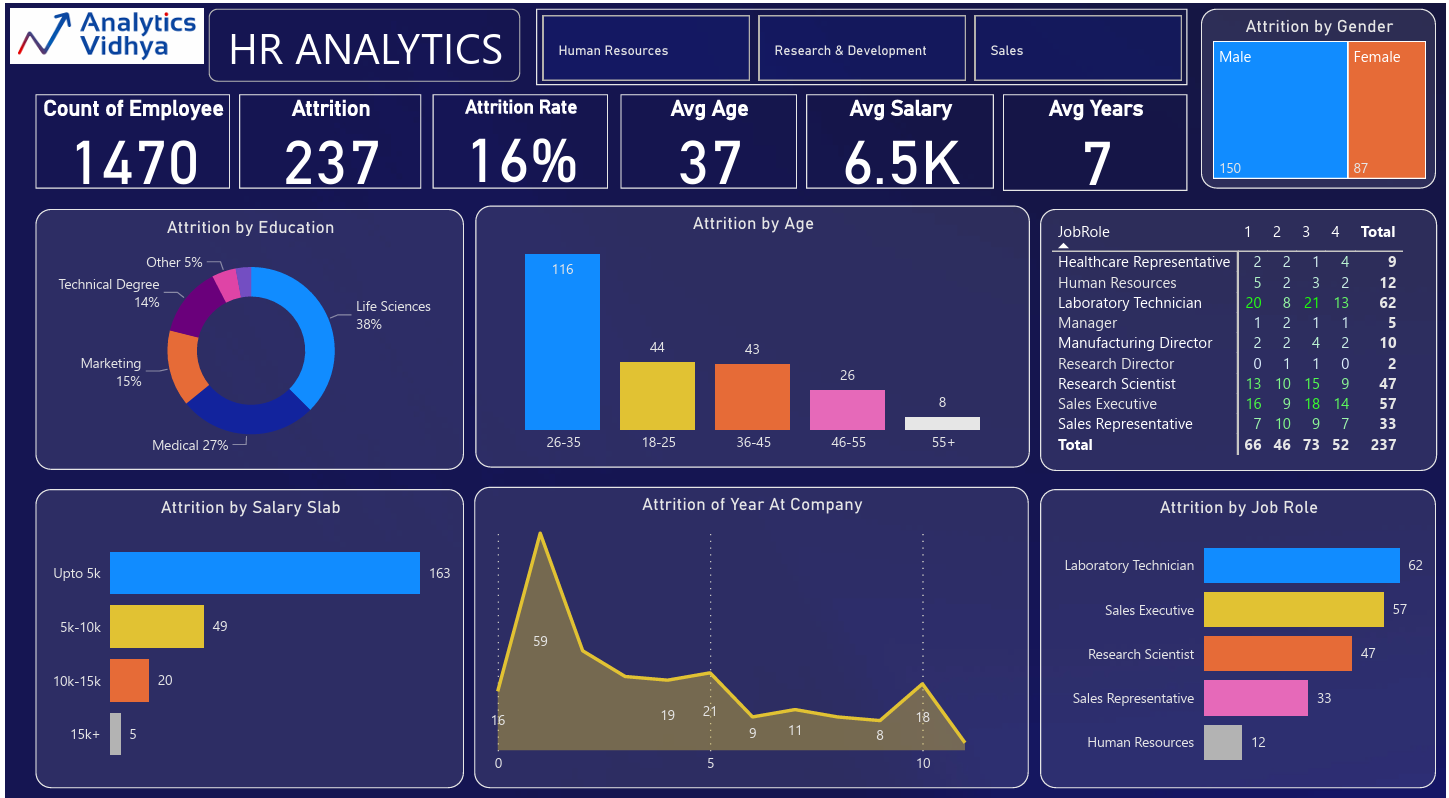 Analytics
Vidhya
HR ANALYTICS
Human Resources
Research & Development
Sales
Attrition by Gender
Male
Female
150
87
Count of Employee
1470
Attrition
237
Attrition Rate
16%
Avg Age
37
Avg Salary
6.5K
Avg Years
7
Attrition by Education
Other 5%
Technical Degree
14%
Life Sciences
38%
Marketing
15%
Medical 27%
Attrition by Age
116
44
43
26
8
26-35
18-25
36-45
46-55
55+
JobRole 1 2 3 4 Total
Healthcare Representative 2 2 1 4 9
Human Resources 5 2 3 2 12
Laboratory Technician 20 8 21 13 62
Manager 1 2 1 1 5
Manufacturing Director 2 2 4 2 10
Research Director 0 1 1 0 2
Research Scientist 13 10 15 9 47
Sales Executive 16 9 18 14 57
Sales Representative 7 10 9 7 33
Total 66 46 73 52 237
Attrition by Salary Slab
Upto 5k 163
5k-10k 49
10k-15k 20
15k+ 5
Attrition of Year At Company
16
59
19
21
9
11
8
18
0
5
10
Attrition by Job Role
Laboratory Technician 62
Sales Executive 57
Research Scientist 47
Sales Representative 33
Human Resources 12